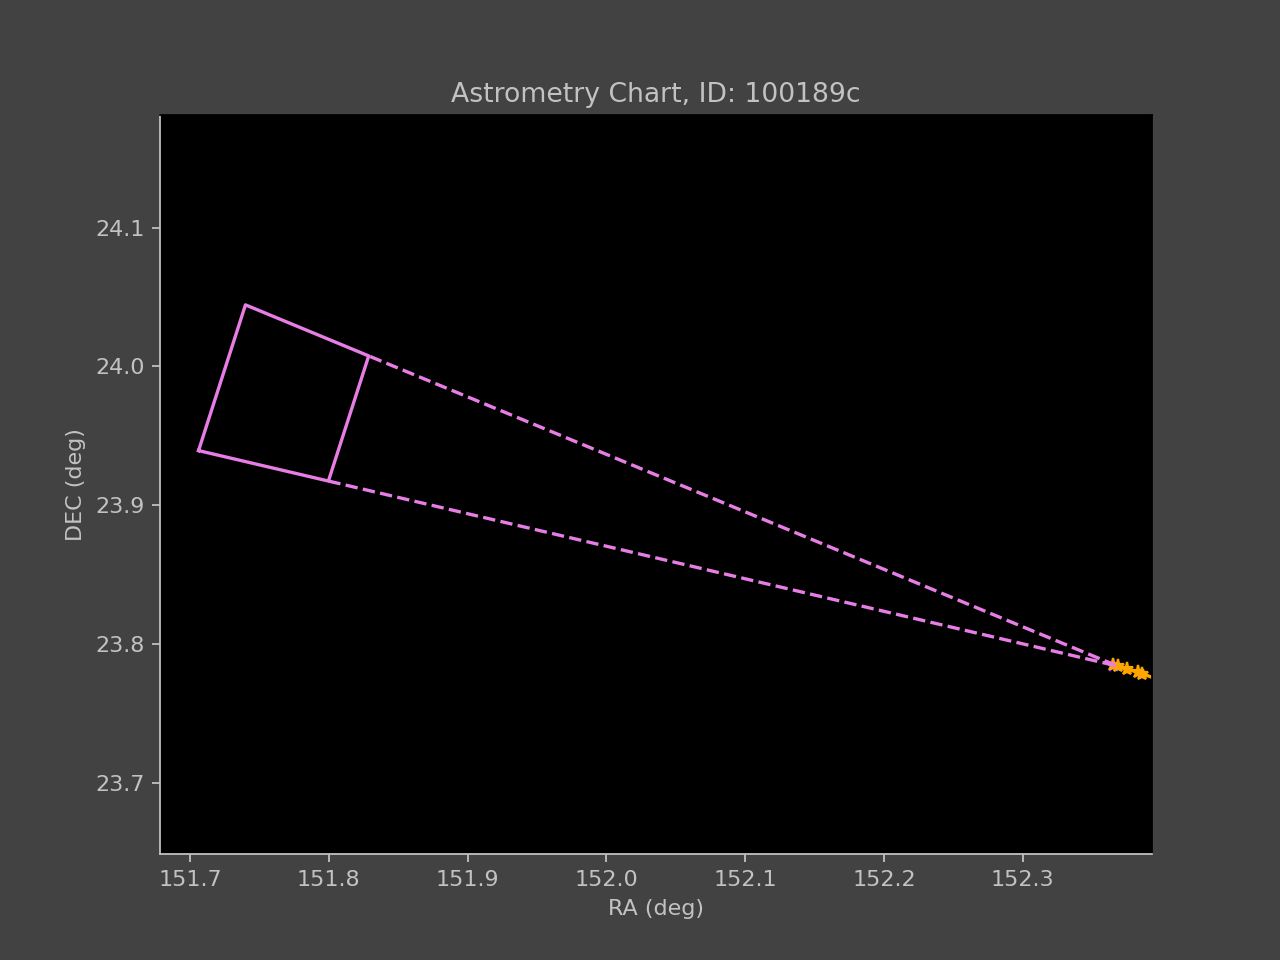 Astrometry Chart, ID: 100189c
24.1
24.0
23.9
23.8
23.7
DEC (deg)
151.7 151.8 151.9 152.0 152.1 152.2 152.3
RA (deg)